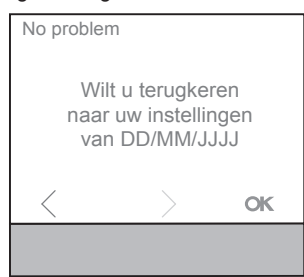 No problem
Wilt u terugkeren
naar uw instellingen
van DD/MM/JJJJ
< > OK